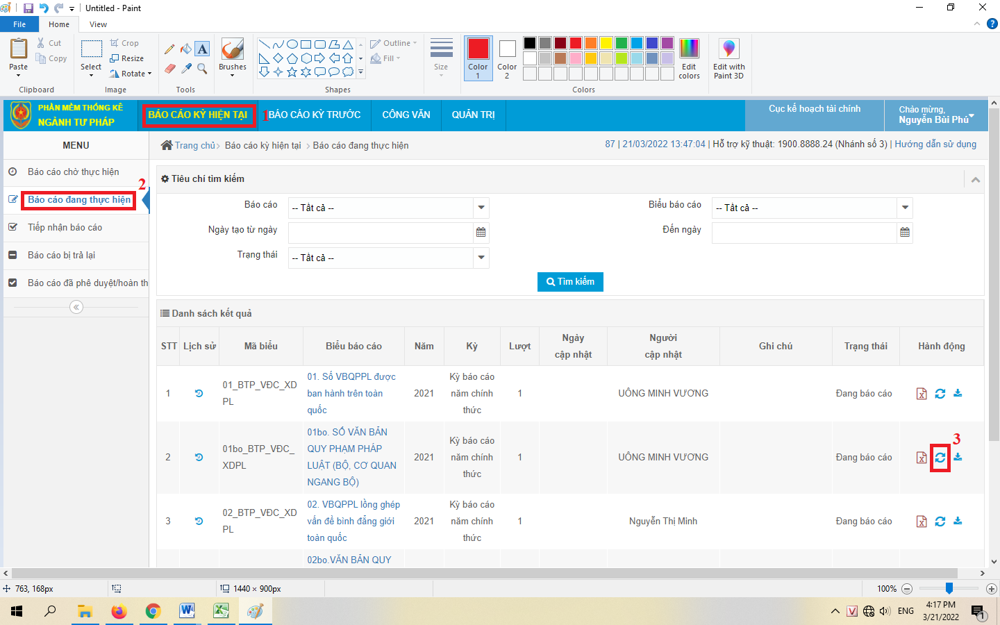 Untitled - Paint
File
Home
View
Paste
Cut
Copy
Clipboard
Select
Crop
Resize
Rotate
Image
Tools
Brushes
Shapes
Outline
Fill
Size
Color 1
Color 2
Edit colors
Colors
Edit with Paint 3D
PHẦN MỀM THỐNG KÊ
NGÀNH TƯ PHÁP
BÁO CÁO KỲ HIỆN TẠI
1
BÁO CÁO KỲ TRƯỚC
CÔNG VĂN
QUẢN TRỊ
Cục kế hoạch tài chính
Chào mừng,
Nguyễn Bùi Phú
MENU
Báo cáo chờ thực hiện
2
Báo cáo đang thực hiện
Tiếp nhận báo cáo
Báo cáo bị trả lại
Báo cáo đã phê duyệt/hoàn th
Trang chủ
Báo cáo kỳ hiện tại
Báo cáo đang thực hiện
87 | 21/03/2022 13:47:04 | Hỗ trợ kỹ thuật: 1900.8888.24 (Nhánh số 3) | Hướng dẫn sử dụng
Tiêu chí tìm kiếm
Báo cáo
-- Tất cả --
Biểu báo cáo
-- Tất cả --
Ngày tạo từ ngày
Đến ngày
Trạng thái
-- Tất cả --
Tìm kiếm
Danh sách kết quả
STT
Lịch sử
Mã biểu
Biểu báo cáo
Năm
Kỳ
Lượt
Ngày
cập nhật
Người
cập nhật
Ghi chú
Trạng thái
Hành động
1
01_BTP_VĐC_XD
PL
01. Số VBQPPL được
ban hành trên toàn
quốc
2021
Kỳ báo cáo
năm chính
thức
1
UÔNG MINH VƯƠNG
Đang báo cáo
2
01bo_BTP_VĐC_
XDPL
01bo. SỐ VĂN BẢN
QUY PHẠM PHÁP
LUẬT (BỘ, CƠ QUAN
NGANG BỘ)
2021
Kỳ báo cáo
năm chính
thức
1
UÔNG MINH VƯƠNG
Đang báo cáo
3
3
02_BTP_VĐC_XD
PL
02. VBQPPL lồng ghép
vấn đề bình đẳng giới
toàn quốc
2021
Kỳ báo cáo
năm chính
thức
1
Nguyễn Thị Minh
Đang báo cáo
02bo.VĂN BẢN QUY
763, 168px
1440 × 900px
100%
ENG
4:17 PM
3/21/2022
1